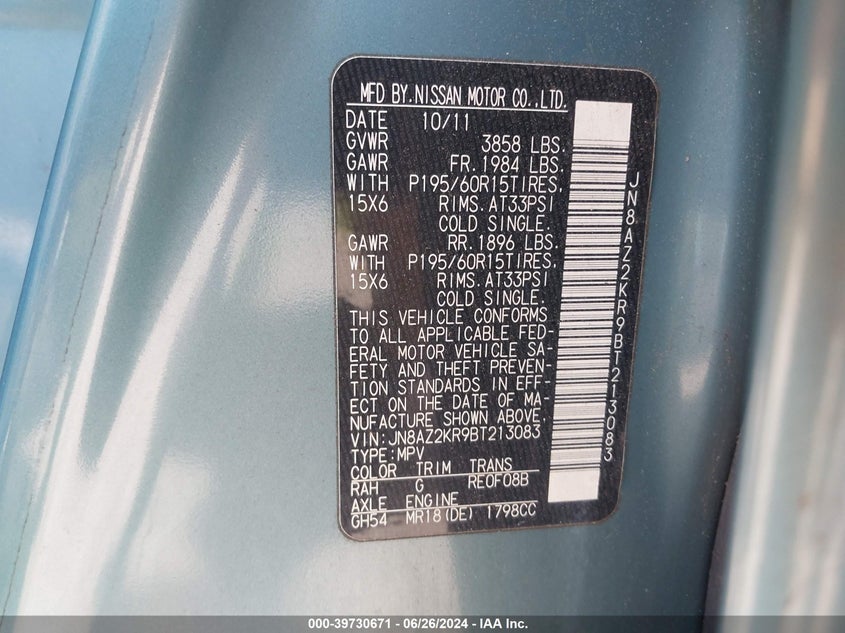 MFD BY.NISSAN MOTOR CO.,LTD.
DATE 10/11
GVWR 3858 LBS.
GAWR FR.1984 LBS.
WITH P195/60R15TIRES,
15X6 RIMS.AT33PSI
COLD SINGLE.
GAWR RR.1896 LBS.
WITH P195/60R15TIRES,
15X6 RIMS.AT33PSI
COLD SINGLE.
THIS VEHICLE CONFORMS
TO ALL APPLICABLE FED-
ERAL MOTOR VEHICLE SA-
FETY AND THEFT PREVEN-
TION STANDARDS IN EFF-
ECT ON THE DATE OF MA-
NUFACTURE SHOWN ABOVE.
VIN:JN8AZ2KR9BT213083
TYPE:MPV
COLOR TRIM TRANS
RAH G RE0F08B
AXLE ENGINE
GH54 MR18(DE) 1798CC
JN8AZ2KR9BT213083
000-39730671 - 06/26/2024 - IAA Inc.